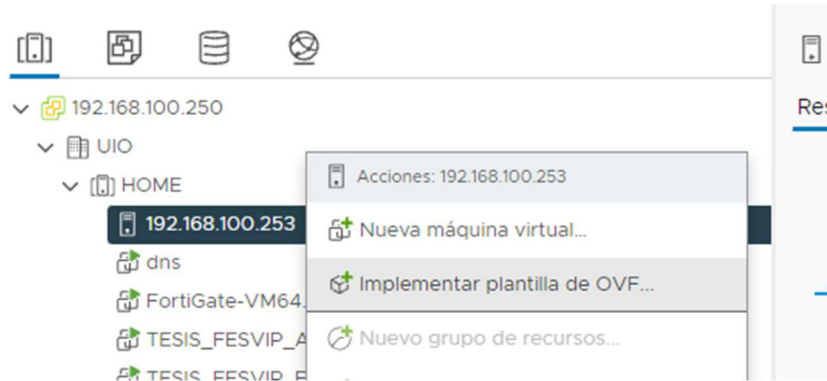 192.168.100.250
Res
UIO
HOME
Acciones: 192.168.100.253
192.168.100.253
Nueva máquina virtual...
dns
Implementar plantilla de OVF...
FortiGate-VM64.
TESIS_FESVIP_A
Nuevo grupo de recursos...
TESIS_FESVIP_